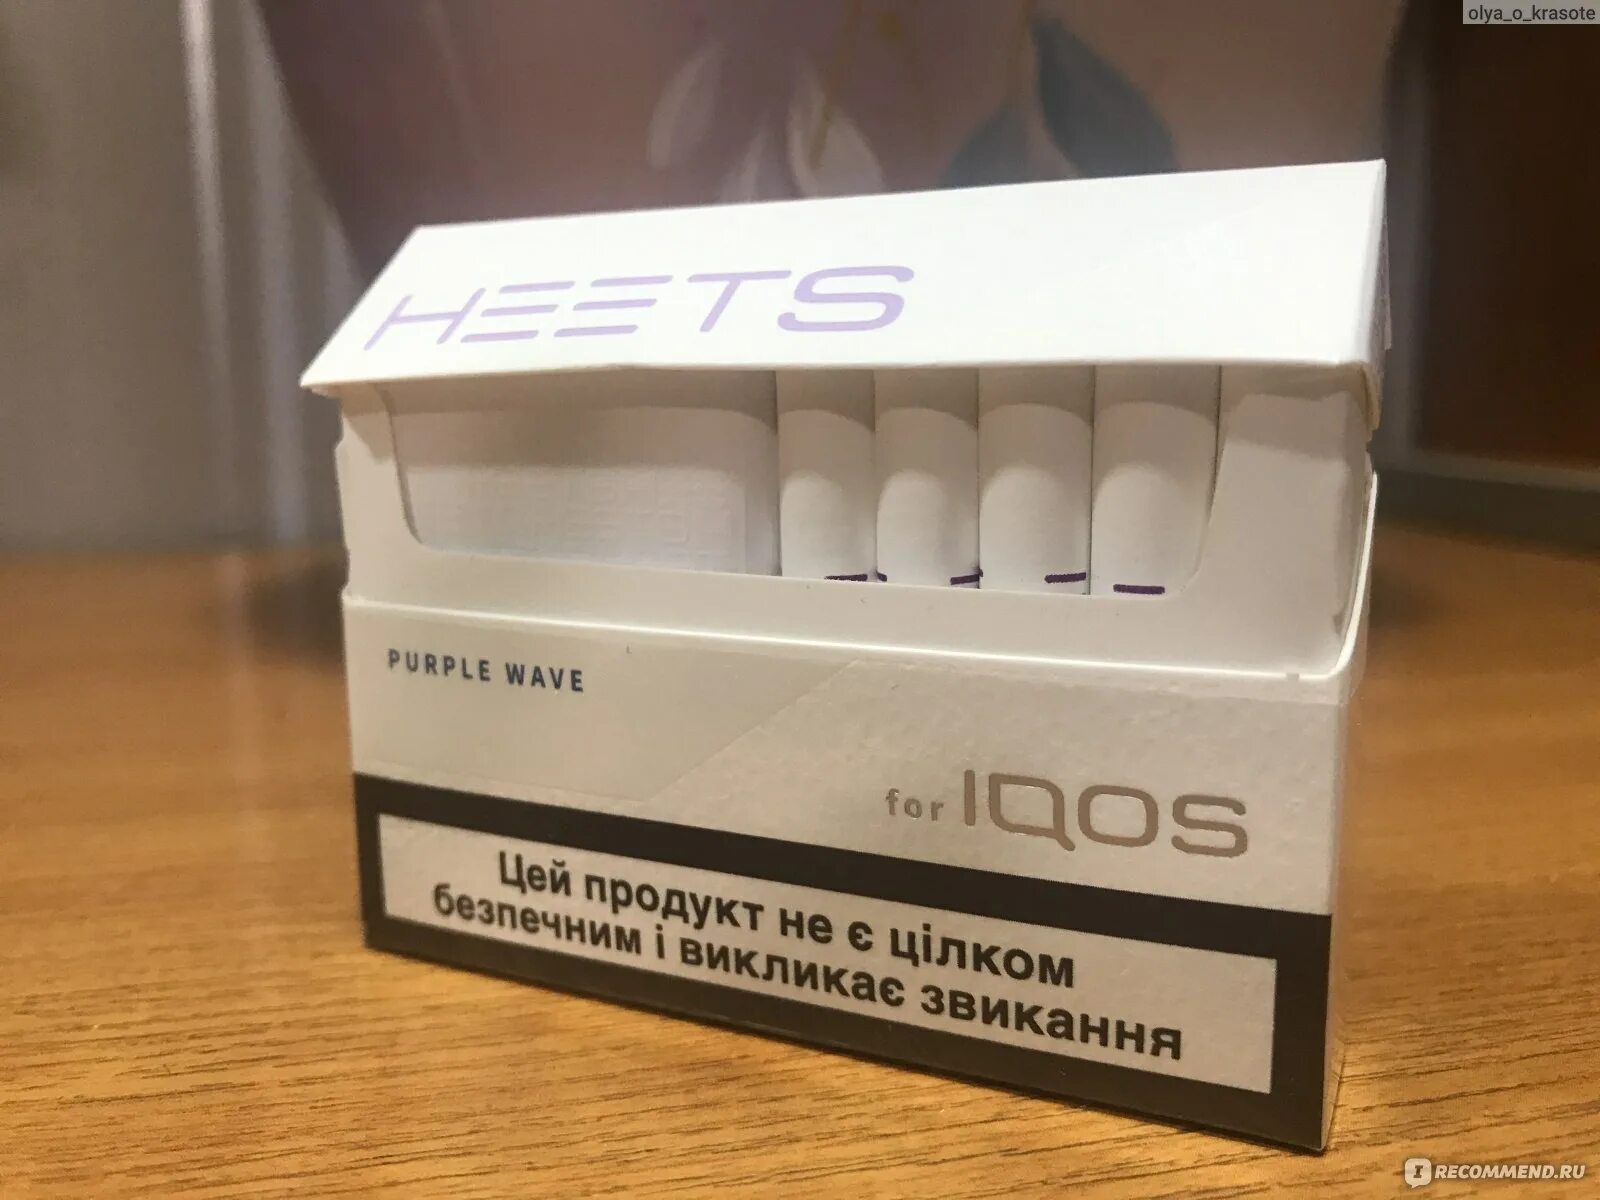 olya_o_krasote
HEETS
PURPLE WAVE
for IQOS
Цей продукт не є цілком
безпечним і викликає звикання
RECOMMEND.RU